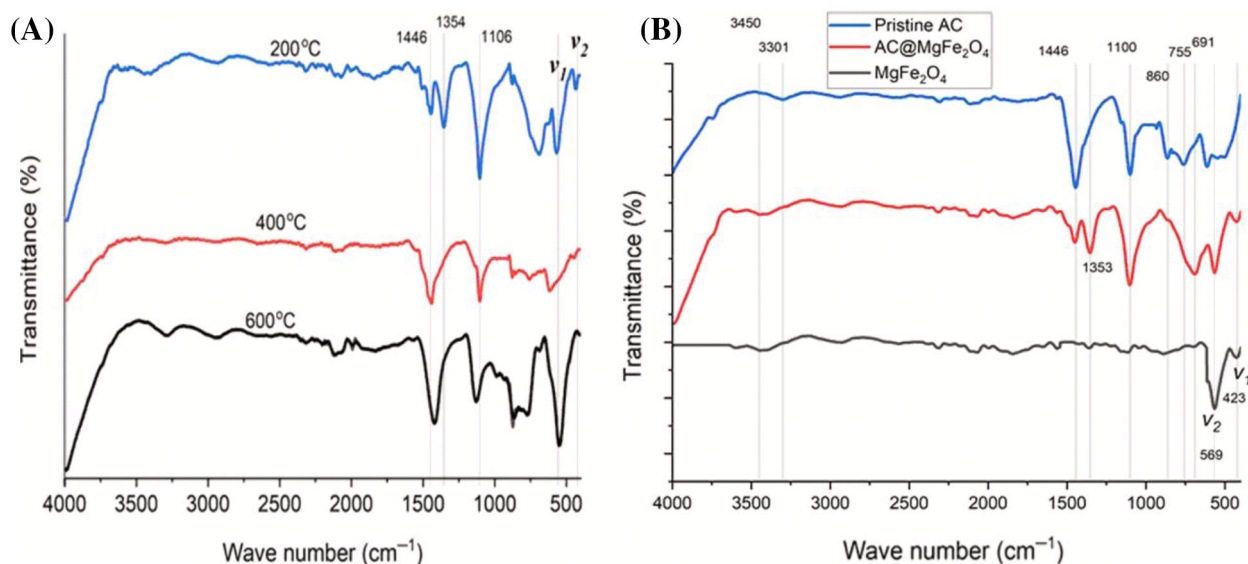 (A)
1446 1354 1106
v₁ v₂
200°C
400°C
600°C
Transmittance (%)
4000 3500 3000 2500 2000 1500 1000 500
Wave number (cm⁻¹)
(B)
Pristine AC
AC@MgFe₂O₄
MgFe₂O₄
3450
3301
1446 1100 860 755 691
1353
v₁
423
v₂
569
Transmittance (%)
4000 3500 3000 2500 2000 1500 1000 500
Wave number (cm⁻¹)